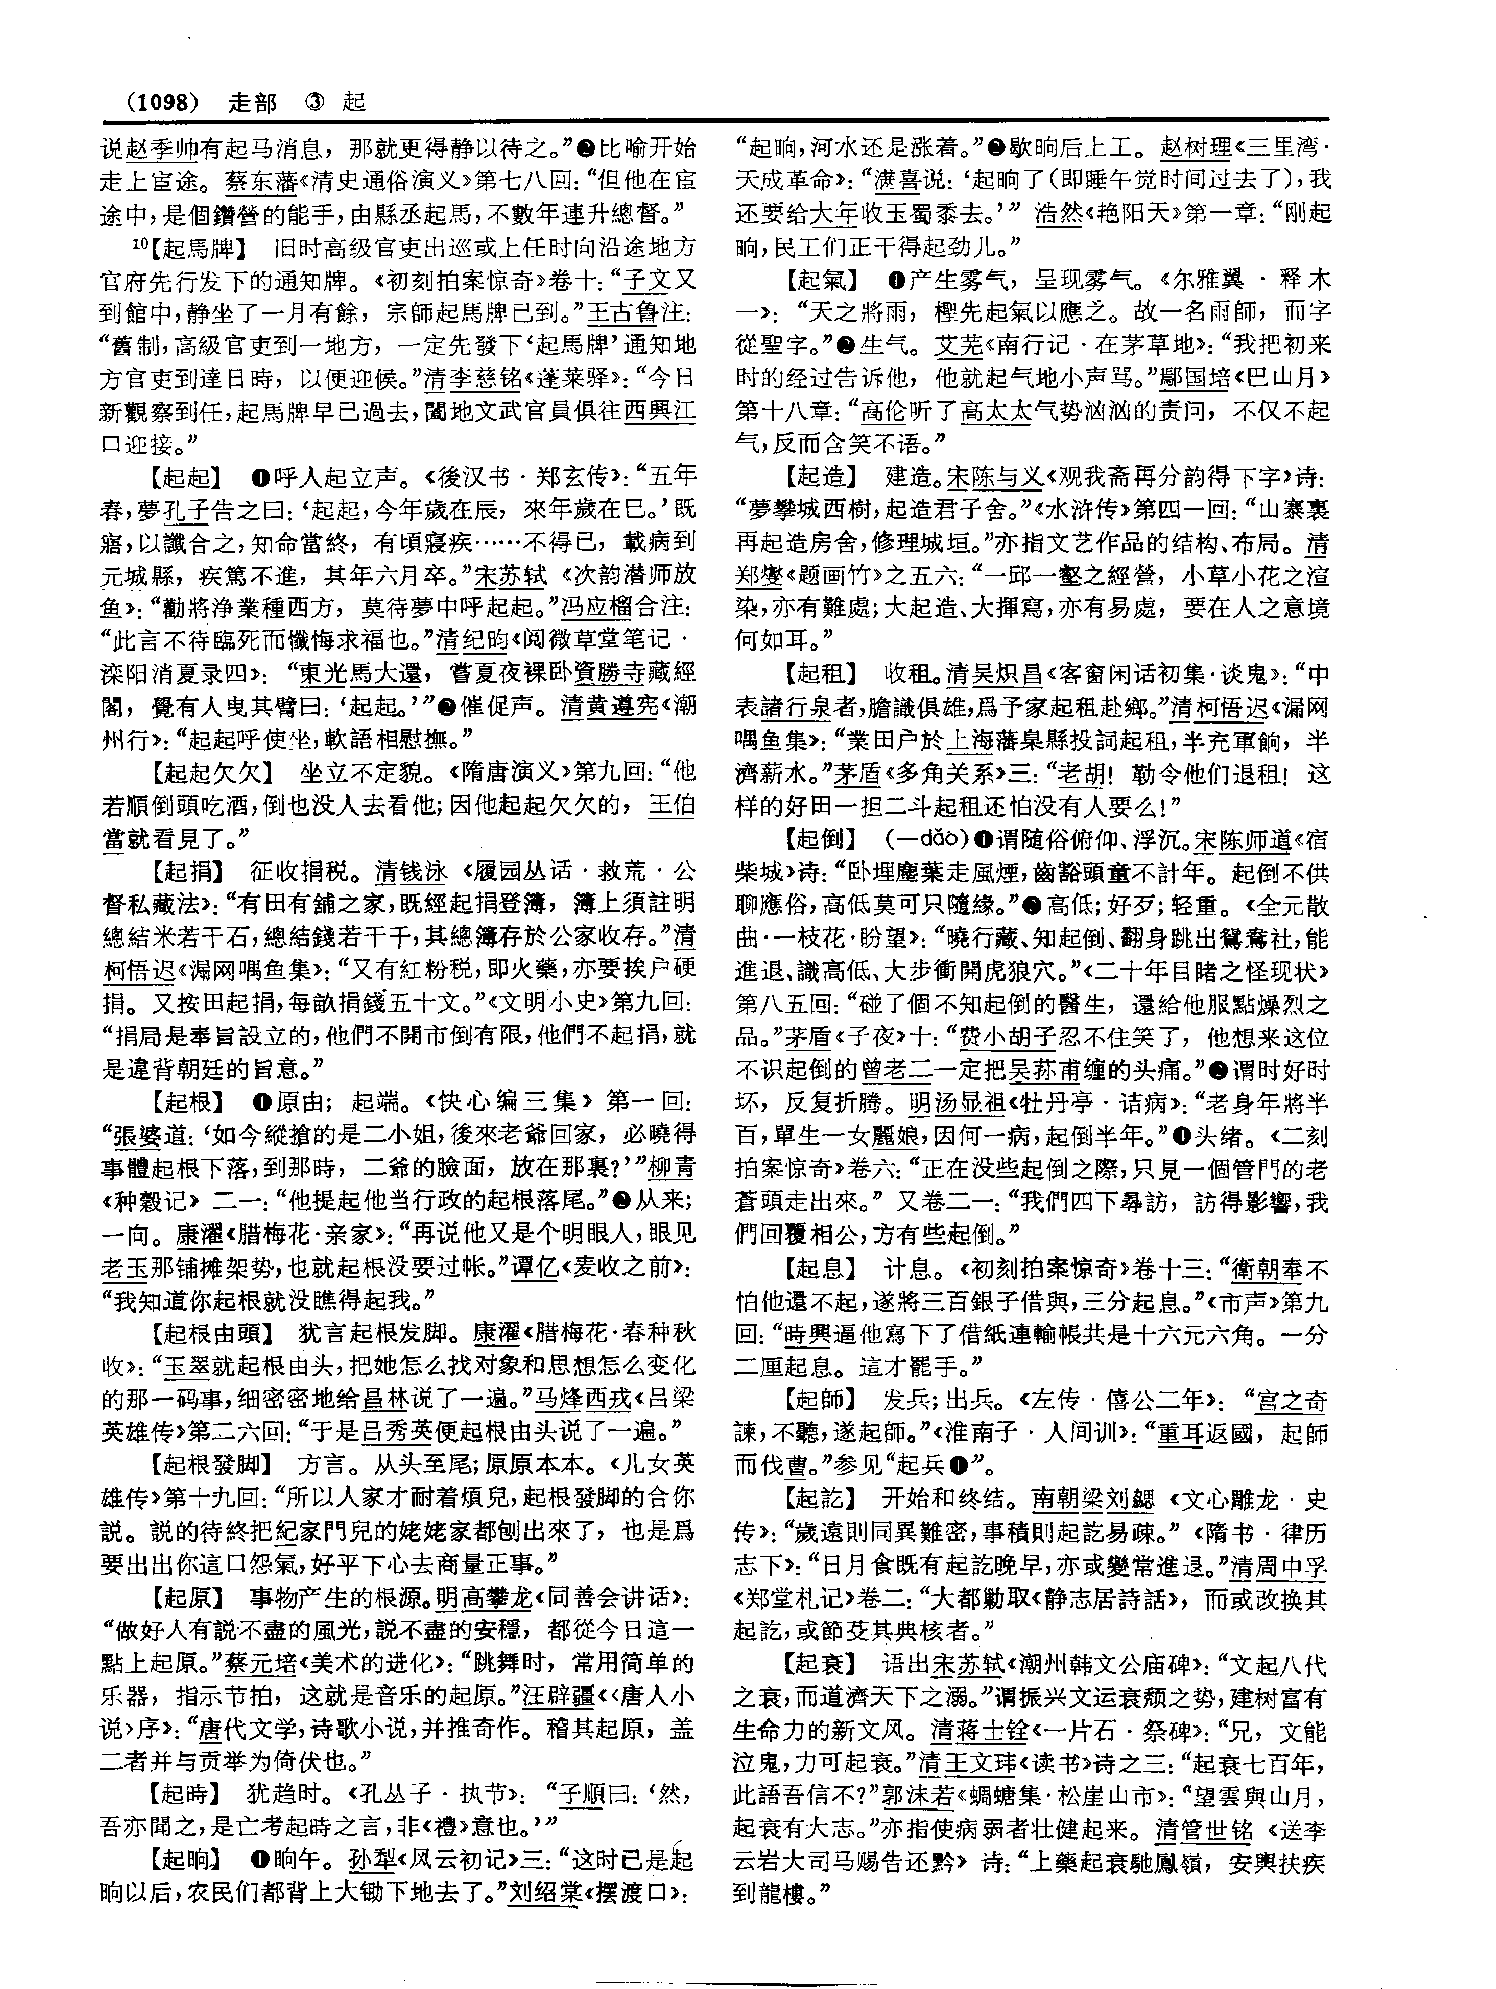 (1098) 走部 ③ 起
说赵季帅有起马消息，那就更得静以待之。”❷比喻开始
走上宦途。蔡东藩《清史通俗演义》第七八回：“但他在宦
途中，是個鑽營的能手，由縣丞起馬，不數年連升總督。”
¹⁰【起馬牌】 旧时高级官吏出巡或上任时向沿途地方
官府先行发下的通知牌。《初刻拍案惊奇》卷十：“子文又
到館中，静坐了一月有餘，宗師起馬牌已到。”王古魯注：
“舊制，高級官吏到一地方，一定先發下‘起馬牌’通知地
方官吏到達日時，以便迎候。”清李慈铭《蓬莱驿》：“今日
新觀察到任，起馬牌早已過去，闔地文武官員俱往西興江
口迎接。”
【起起】 ❶呼人起立声。《後汉书·郑玄传》：“五年
春，夢孔子告之曰：‘起起，今年歲在辰，來年歲在巳。’既
寤，以讖合之，知命當終，有頃寢疾……不得已，載病到
元城縣，疾篤不進，其年六月卒。”宋苏轼《次韵潜师放
鱼》：“勸將净業種西方，莫待夢中呼起起。”冯应榴合注：
“此言不待臨死而懺悔求福也。”清纪昀《阅微草堂笔记·
滦阳消夏录四》：“東光馬大還，嘗夏夜裸卧資勝寺藏經
閣，覺有人曳其臂曰：‘起起。’”❷催促声。清黄遵宪《潮
州行》：“起起呼使坐，軟語相慰撫。”
【起起欠欠】 坐立不定貌。《隋唐演义》第九回：“他
若順倒頭吃酒，倒也没人去看他；因他起起欠欠的，王伯
當就看見了。”
【起捐】 征收捐税。清钱泳《履园丛话·救荒·公
督私藏法》：“有田有舖之家，既經起捐登簿，簿上須註明
總結米若干石，總結錢若干千，其總簿存於公家收存。”清
柯悟迟《漏网喁鱼集》：“又有紅粉税，即火藥，亦要挨户硬
捐。又按田起捐，每畝捐錢五十文。”《文明小史》第九回：
“捐局是奉旨設立的，他們不開市倒有限，他們不起捐，就
是違背朝廷的旨意。”
【起根】 ❶原由；起端。《快心编三集》第一回：
“張婆道：‘如今縱搶的是二小姐，後來老爺回家，必曉得
事體起根下落，到那時，二爺的臉面，放在那裏？’”柳青
《种穀记》二一：“他提起他当行政的起根落尾。”❷从来；
一向。康濯《腊梅花·亲家》：“再说他又是个明眼人，眼见
老玉那铺摊架势，也就起根没要过帐。”谭亿《麦收之前》：
“我知道你起根就没瞧得起我。”
【起根由頭】 犹言起根发脚。康濯《腊梅花·春种秋
收》：“玉翠就起根由头，把她怎么找对象和思想怎么变化
的那一码事，细密密地给昌林说了一遍。”马烽西戎《吕梁
英雄传》第二六回：“于是吕秀英便起根由头说了一遍。”
【起根發脚】 方言。从头至尾；原原本本。《儿女英
雄传》第十九回：“所以人家才耐着煩兒，起根發脚的合你
説。説的待終把紀家門兒的姥姥家都刨出來了，也是爲
要出出你這口怨氣，好平下心去商量正事。”
【起原】 事物产生的根源。明高攀龙《同善会讲话》：
“做好人有說不盡的風光，說不盡的安穩，都從今日這一
點上起原。”蔡元培《美术的进化》：“跳舞时，常用简单的
乐器，指示节拍，这就是音乐的起原。”汪辟疆《〈唐人小
说〉序》：“唐代文学，诗歌小说，并推奇作。稽其起原，盖
二者并与贡举为倚伏也。”
【起時】 犹趋时。《孔丛子·执节》：“子順曰：‘然，
吾亦聞之，是亡考起時之言，非《禮》意也。’”
【起晌】 ❶晌午。孙犁《风云初记》三：“这时已是起
晌以后，农民们都背上大锄下地去了。”刘绍棠《摆渡口》：
“起晌，河水还是涨着。”❷歇晌后上工。赵树理《三里湾·
天成革命》：“濮喜说：‘起晌了（即睡午觉时间过去了），我
还要给大年收玉蜀黍去。’”浩然《艳阳天》第一章：“刚起
晌，民工们正干得起劲儿。”
【起氣】 ❶产生雾气，呈现雾气。《尔雅翼·释木
一》：“天之將雨，檉先起氣以應之。故一名雨師，而字
從聖字。”❷生气。艾芜《南行记·在茅草地》：“我把初来
时的经过告诉他，他就起气地小声骂。”鄢国培《巴山月》
第十八章：“高伦听了高太太气势汹汹的责问，不仅不起
气，反而含笑不语。”
【起造】 建造。宋陈与义《观我斋再分韵得下字》诗：
“夢攀城西樹，起造君子舍。”《水浒传》第四一回：“山寨裏
再起造房舍，修理城垣。”亦指文艺作品的结构、布局。清
郑燮《题画竹》之五六：“一邱一壑之經營，小草小花之渲
染，亦有難處；大起造、大揮寫，亦有易處，要在人之意境
何如耳。”
【起租】 收租。清吴炽昌《客窗闲话初集·谈鬼》：“中
表諸行泉者，膽識俱雄，爲予家起租赴鄉。”清柯悟迟《漏网
喁鱼集》：“業田户於上海藩臬縣投詞起租，半充軍餉，半
濟薪水。”茅盾《多角关系》三：“老胡！勒令他们退租！这
样的好田一担二斗起租还怕没有人要么！”
【起倒】 （—dǎo）❶谓随俗俯仰、浮沉。宋陈师道《宿
柴城》诗：“卧埋塵葉走風煙，齒豁頭童不計年。起倒不供
聊應俗，高低莫可只隨緣。”❷高低；好歹；轻重。《全元散
曲·一枝花·盼望》：“曉行藏、知起倒、翻身跳出鴛鴦社，能
進退、識高低、大步衝開虎狼穴。”《二十年目睹之怪现状》
第八五回：“碰了個不知起倒的醫生，還給他服點燥烈之
品。”茅盾《子夜》十：“费小胡子忍不住笑了，他想来这位
不识起倒的曾老二一定把吴荪甫缠的头痛。”❸谓时好时
坏，反复折腾。明汤显祖《牡丹亭·诘病》：“老身年將半
百，單生一女麗娘，因何一病，起倒半年。”❹头绪。《二刻
拍案惊奇》卷六：“正在没些起倒之際，只見一個管門的老
蒼頭走出來。”又卷二一：“我們四下尋訪，訪得影響，我
們回覆相公，方有些起倒。”
【起息】 计息。《初刻拍案惊奇》卷十三：“衛朝奉不
怕他還不起，遂將三百銀子借與，三分起息。”《市声》第九
回：“時興逼他寫下了借紙連輸帳共是十六元六角。一分
二厘起息。這才罷手。”
【起師】 发兵；出兵。《左传·僖公二年》：“宫之奇
諫，不聽，遂起師。”《淮南子·人间训》：“重耳返國，起師
而伐曹。”参见“起兵❶”。
【起訖】 开始和终结。南朝梁刘勰《文心雕龙·史
传》：“歲遠則同異難密，事積則起訖易疎。”《隋书·律历
志下》：“日月食既有起訖晚早，亦或變常進退。”清周中孚
《郑堂札记》卷二：“大都勦取《静志居詩話》，而或改换其
起訖，或節芟其典核者。”
【起衰】 语出宋苏轼《潮州韩文公庙碑》：“文起八代
之衰，而道濟天下之溺。”谓振兴文运衰颓之势，建树富有
生命力的新文风。清蒋士铨《一片石·祭碑》：“兄，文能
泣鬼，力可起衰。”清王文玮《读书》诗之三：“起衰七百年，
此語吾信不？”郭沫若《蜩螗集·松崖山市》：“望雲與山月，
起衰有大志。”亦指使病弱者壮健起来。清管世铭《送李
云岩大司马赐告还黔》诗：“上藥起衰馳鳳嶺，安輿扶疾
到龍樓。”